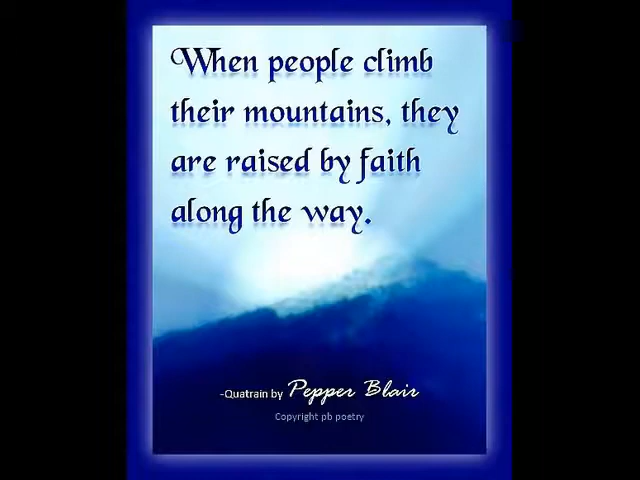 When people climb
their mountains, they
are raised by faith
along the way.
-Quatrain by Pepper Blair
Copyright pb poetry